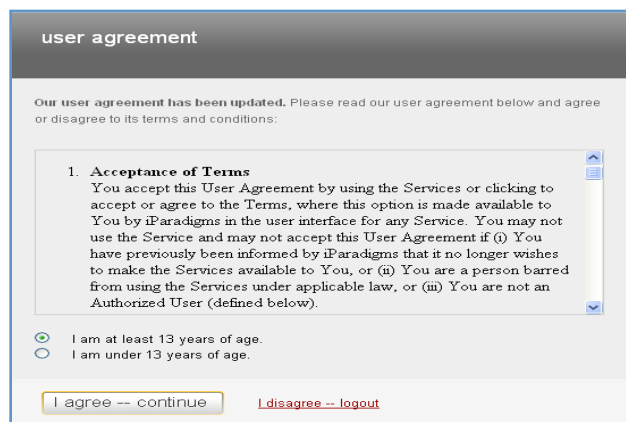 user agreement
Our user agreement has been updated. Please read our user agreement below and agree
or disagree to its terms and conditions:
1. Acceptance of Terms
You accept this User Agreement by using the Services or clicking to
accept or agree to the Terms, where this option is made available to
You by iParadigms in the user interface for any Service. You may not
use the Service and may not accept this User Agreement if (i) You
have previously been informed by iParadigms that it no longer wishes
to make the Services available to You, or (ii) You are a person barred
from using the Services under applicable law, or (iii) You are not an
Authorized User (defined below).
I am at least 13 years of age.
I am under 13 years of age.
I agree -- continue I disagree -- logout